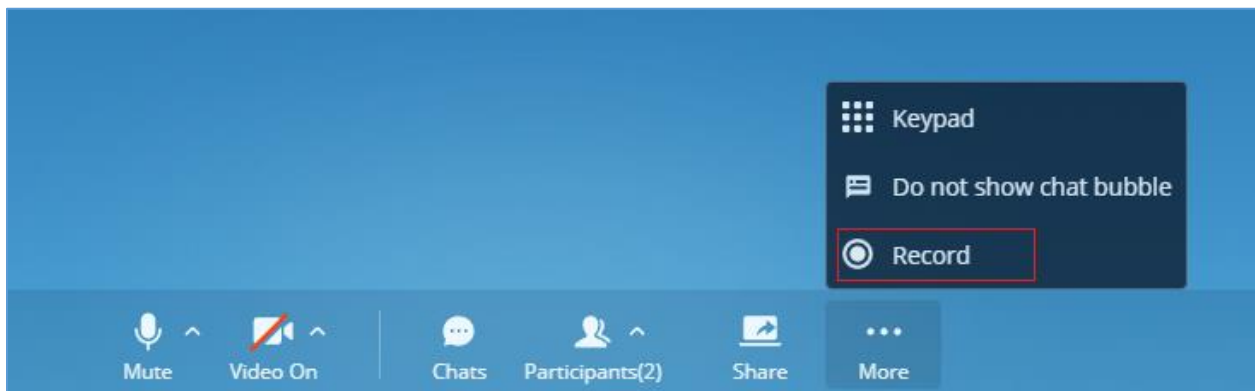 Keypad
Do not show chat bubble
Record
Mute
Video On
Chats
Participants(2)
Share
More